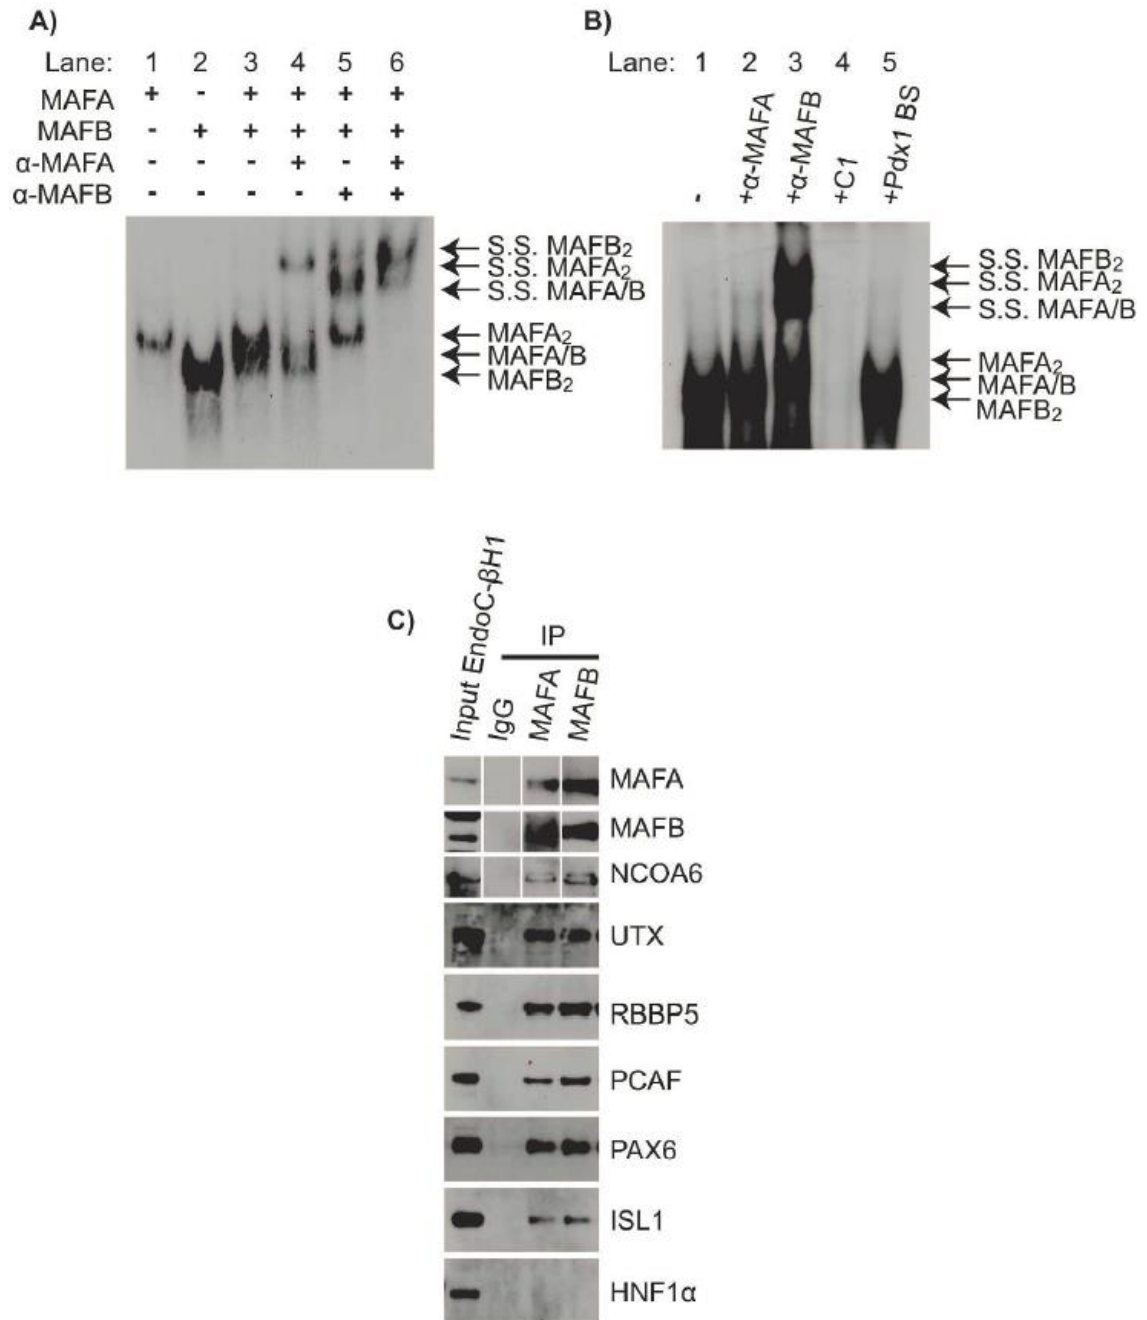 A)
Lane: 1 2 3 4 5 6
MAFA + - + + + +
MAFB - + + + + +
α-MAFA - - - + - +
α-MAFB - - - - + +
S.S. MAFB₂
S.S. MAFA₂
S.S. MAFA/B
MAFA₂
MAFA/B
MAFB₂
B)
Lane: 1 2 3 4 5
- +α-MAFA +α-MAFB +C1 +Pdx1 BS
S.S. MAFB₂
S.S. MAFA₂
S.S. MAFA/B
MAFA₂
MAFA/B
MAFB₂
C)
IP
Input EndoC-βH1 IgG MAFA MAFB
MAFA
MAFB
NCOA6
UTX
RBBP5
PCAF
PAX6
ISL1
HNF1α